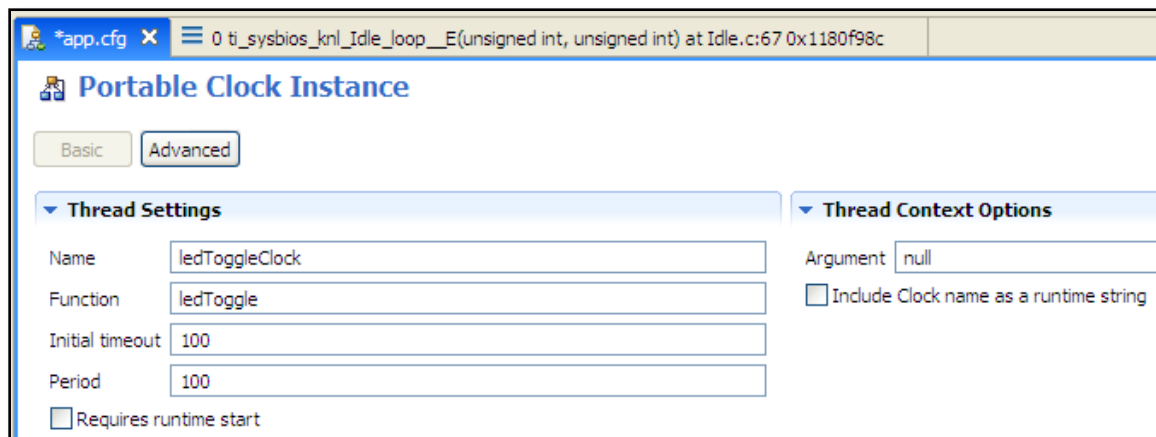 *app.cfg
0 ti_sysbios_knl_Idle_loop__E(unsigned int, unsigned int) at Idle.c:67 0x1180f98c
Portable Clock Instance
Basic Advanced
Thread Settings
Name ledToggleClock
Function ledToggle
Initial timeout 100
Period 100
Requires runtime start
Thread Context Options
Argument null
Include Clock name as a runtime string